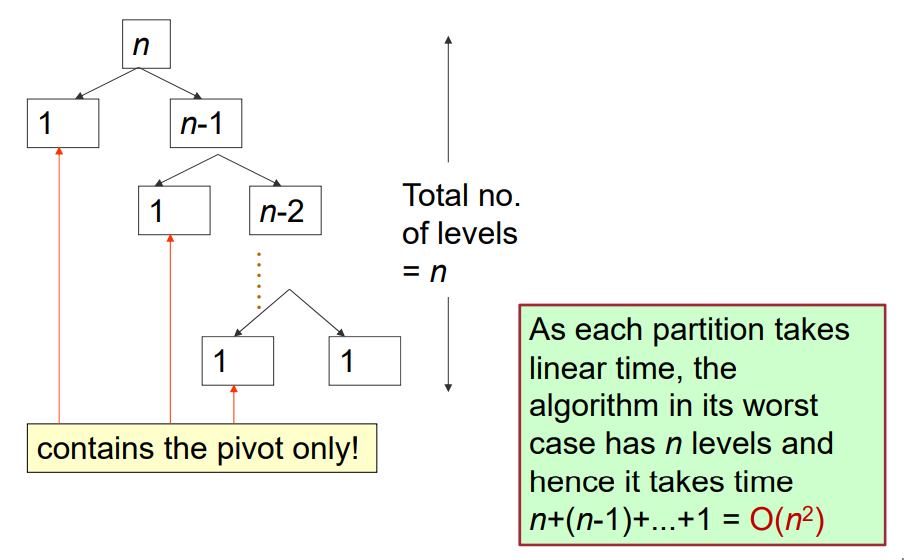 n
1
n-1
1
n-2
1
1
contains the pivot only!
Total no.
of levels
= n
As each partition takes
linear time, the
algorithm in its worst
case has n levels and
hence it takes time
n+(n-1)+...+1 = O(n²)